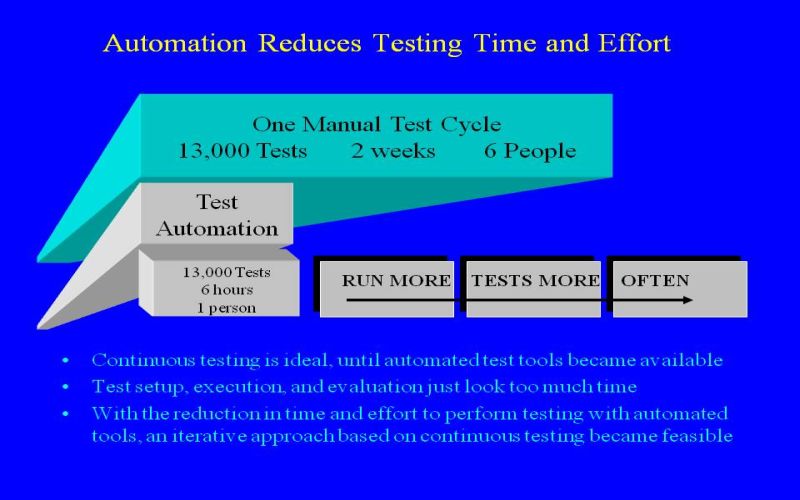 Automation Reduces Testing Time and Effort
One Manual Test Cycle
13,000 Tests 2 weeks 6 People
Test
Automation
13,000 Tests
6 hours
1 person
RUN MORE TESTS MORE OFTEN
• Continuous testing is ideal, until automated test tools became available
• Test setup, execution, and evaluation just look too much time
• With the reduction in time and effort to perform testing with automated
tools, an iterative approach based on continuous testing became feasible